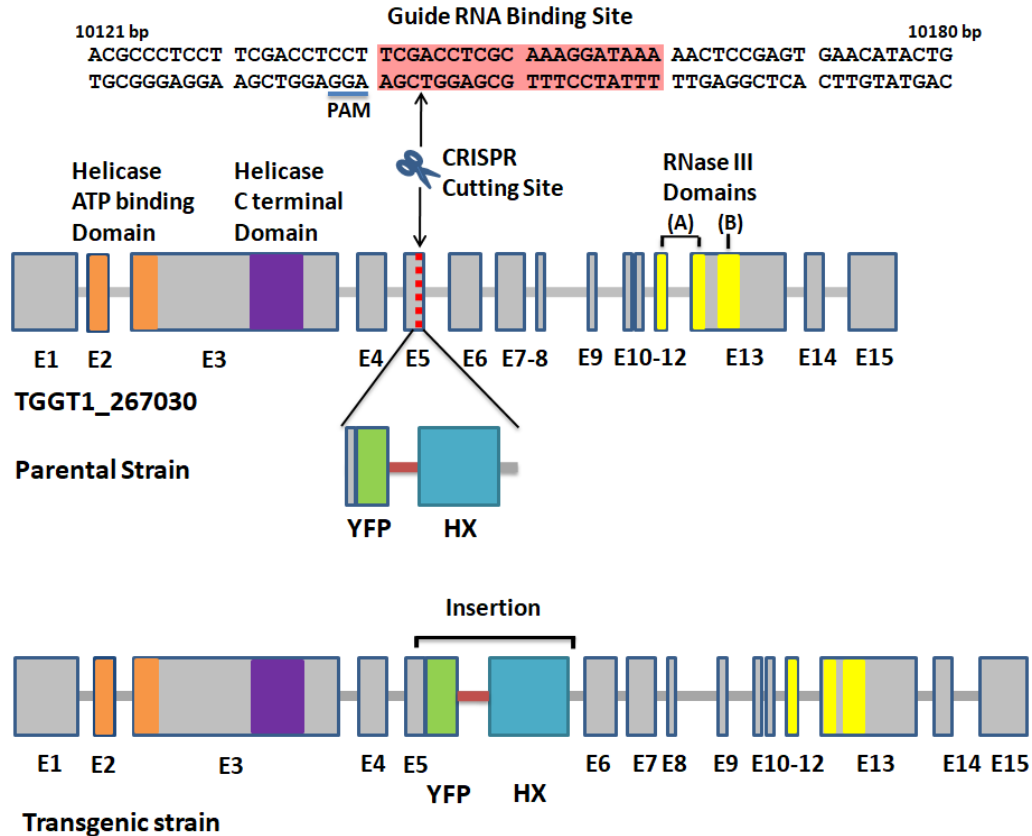 Guide RNA Binding Site
10121 bp 10180 bp
ACGCCCTCCT TCGACCTCCT TCGACCTCGC AAAGGATAAA AACTCCGAGT GAACATACTG
TGCGGGAGGA AGCTGGAGGA AGCTGGAGCG TTTCCTATTT TTGAGGCTCA CTTGTATGAC
PAM
CRISPR
Cutting Site
Helicase
ATP binding
Domain
Helicase
C terminal
Domain
RNase III
Domains
(A) (B)
E1 E2 E3 E4 E5 E6 E7-8 E9 E10-12 E13 E14 E15
TGGT1_267030
Parental Strain
YFP HX
Insertion
E1 E2 E3 E4 E5 E6 E7 E8 E9 E10-12 E13 E14 E15
YFP HX
Transgenic strain